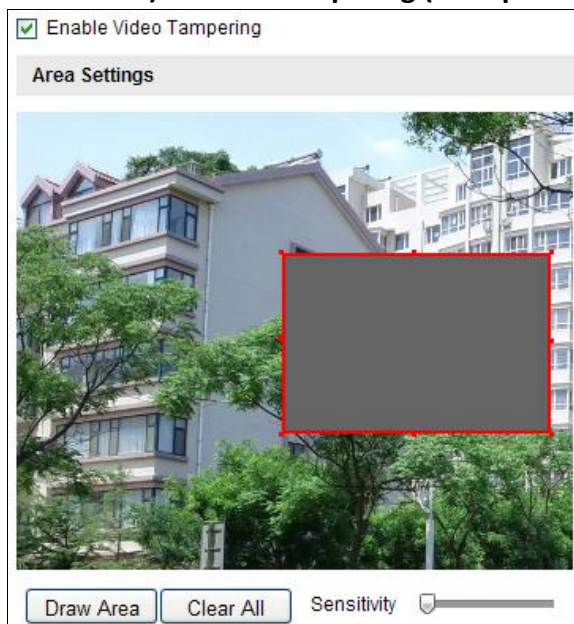 Enable Video Tampering
Area Settings
Draw Area
Clear All
Sensitivity